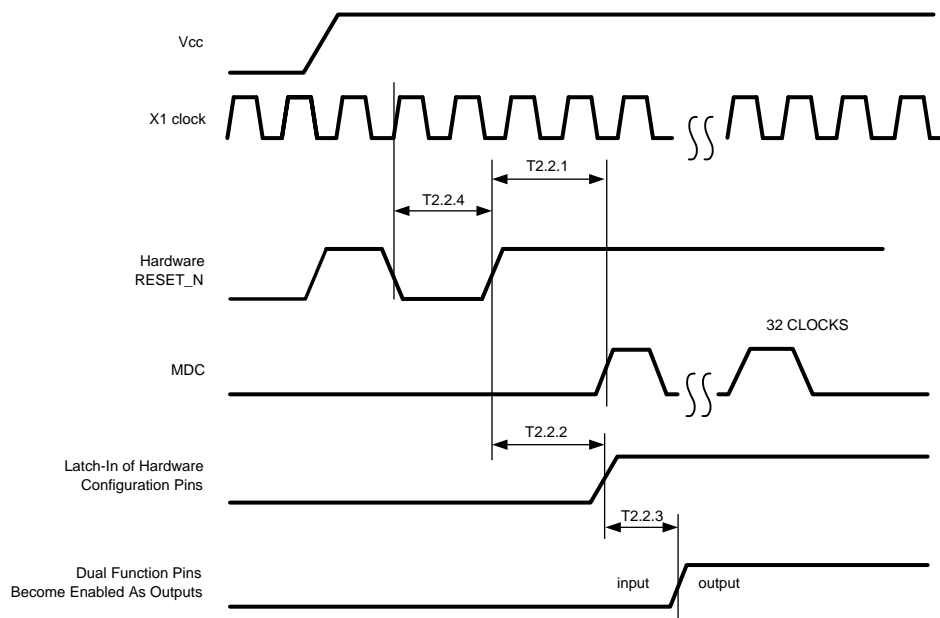 Vcc
X1 clock
T2.2.1
T2.2.4
Hardware
RESET_N
32 CLOCKS
MDC
T2.2.2
Latch-In of Hardware
Configuration Pins
T2.2.3
Dual Function Pins
Become Enabled As Outputs
input
output